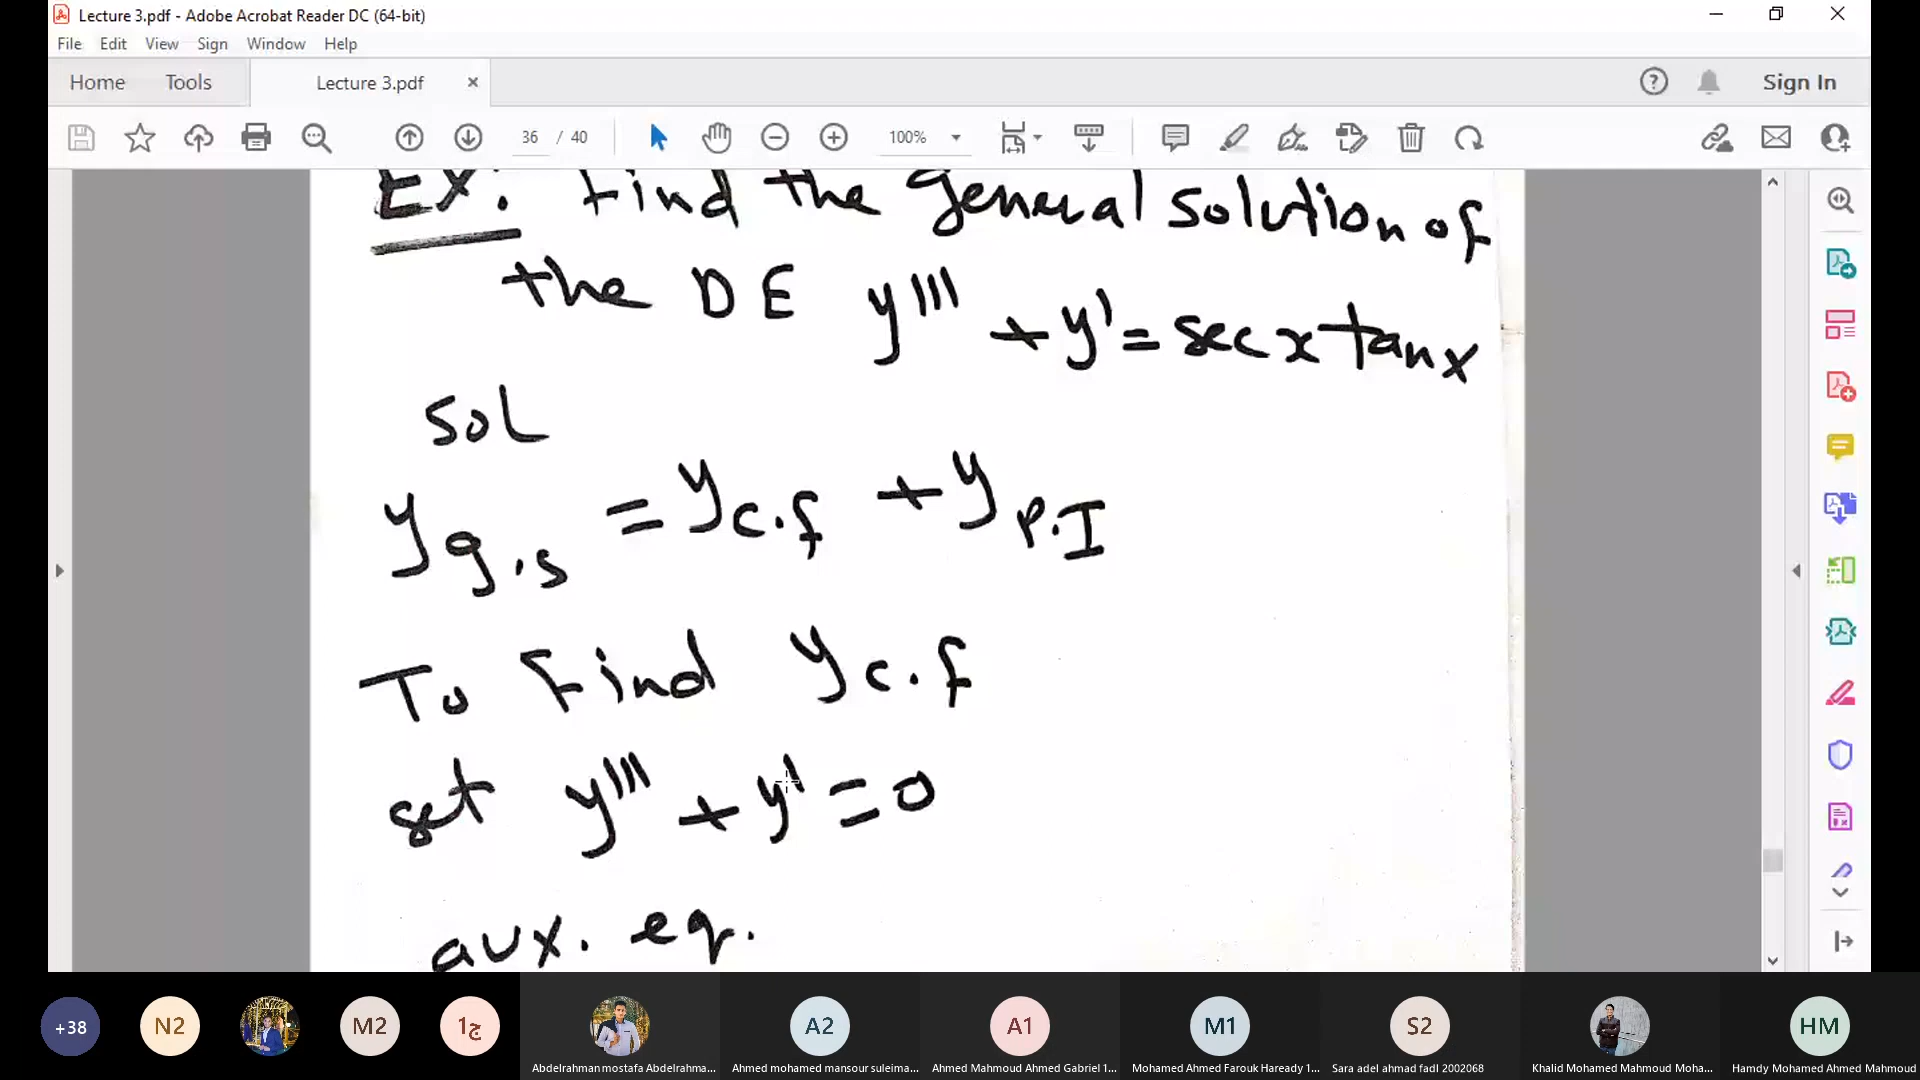 Lecture 3.pdf - Adobe Acrobat Reader DC (64-bit)
File Edit View Sign Window Help
Home Tools Lecture 3.pdf × Sign In
36 / 40 100%
EX: Find the general solution of
the DE y''' + y' = sec x tan x
sol
y g.s = y c.f + y P.I
To Find y c.f
set y''' + y' = 0
aux. eq.
+38 N2 M2 ج1 A2 A1 M1 S2 HM
Abdelrahman mostafa Abdelrahma... Ahmed mohamed mansour suleima... Ahmed Mahmoud Ahmed Gabriel 1... Mohamed Ahmed Farouk Haready 1... Sara adel ahmad fadl 2002068 Khalid Mohamed Mahmoud Moha... Hamdy Mohamed Ahmed Mahmoud